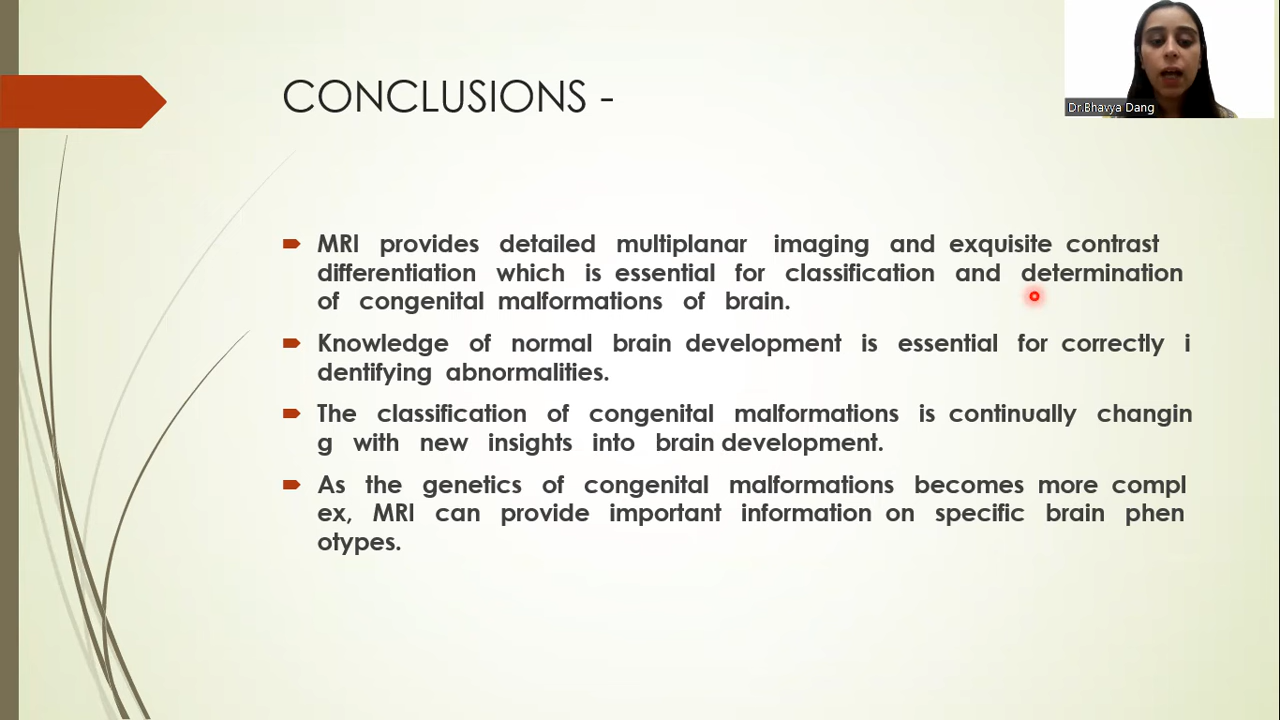 CONCLUSIONS -
Dr.Bhavya Dang
MRI provides detailed multiplanar imaging and exquisite contrast
differentiation which is essential for classification and determination
of congenital malformations of brain.
Knowledge of normal brain development is essential for correctly i
dentifying abnormalities.
The classification of congenital malformations is continually changin
g with new insights into brain development.
As the genetics of congenital malformations becomes more compl
ex, MRI can provide important information on specific brain phen
otypes.